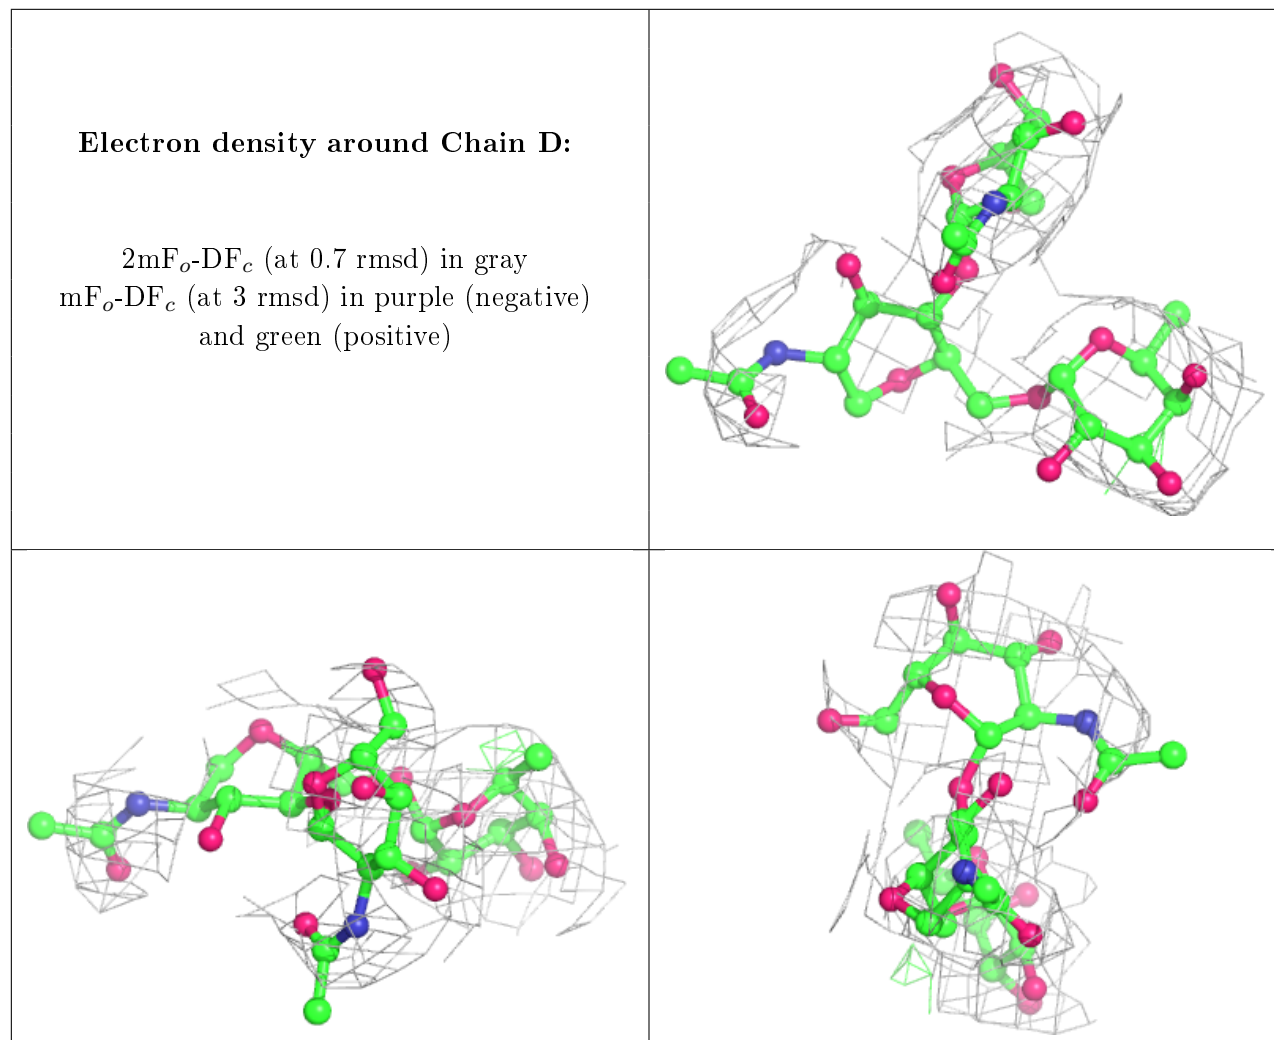 Electron density around Chain D:
2mFₒ-DF𝒸 (at 0.7 rmsd) in gray
mFₒ-DF𝒸 (at 3 rmsd) in purple (negative)
and green (positive)